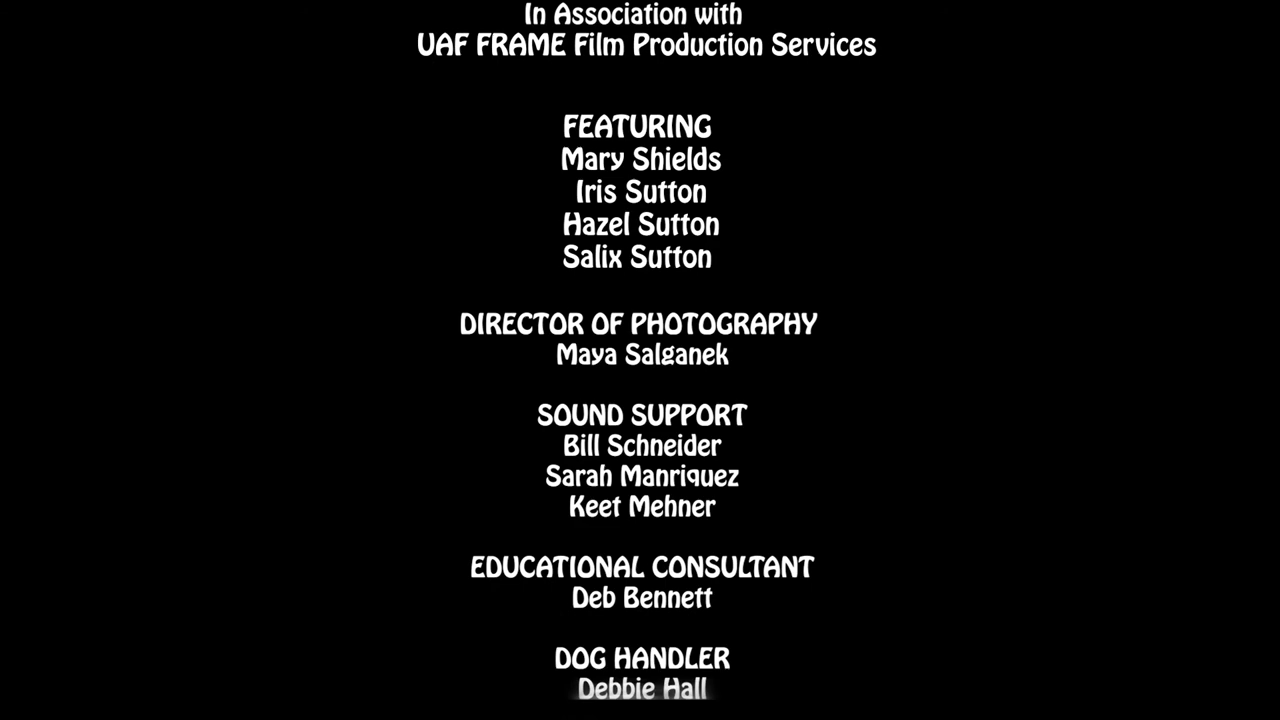 In Association with
UAF FRAME Film Production Services
FEATURING
Mary Shields
Iris Sutton
Hazel Sutton
Salix Sutton
DIRECTOR OF PHOTOGRAPHY
Maya Salganek
SOUND SUPPORT
Bill Schneider
Sarah Manriquez
Keet Mehner
EDUCATIONAL CONSULTANT
Deb Bennett
DOG HANDLER
Debbie Hall